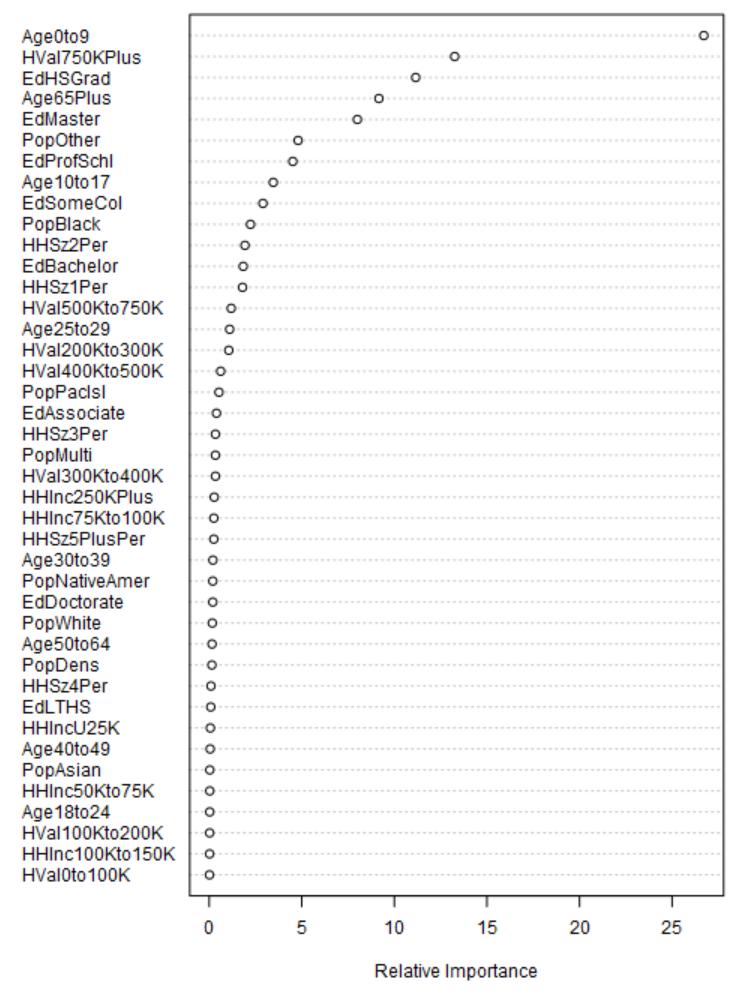 Age0to9
HVal750KPlus
EdHSGrad
Age65Plus
EdMaster
PopOther
EdProfSchl
Age10to17
EdSomeCol
PopBlack
HHSz2Per
EdBachelor
HHSz1Per
HVal500Kto750K
Age25to29
HVal200Kto300K
HVal400Kto500K
PopPacIsl
EdAssociate
HHSz3Per
PopMulti
HVal300Kto400K
HHInc250KPlus
HHInc75Kto100K
HHSz5PlusPer
Age30to39
PopNativeAmer
EdDoctorate
PopWhite
Age50to64
PopDens
HHSz4Per
EdLTHS
HHIncU25K
Age40to49
PopAsian
HHInc50Kto75K
Age18to24
HVal100Kto200K
HHInc100Kto150K
HVal0to100K
0 5 10 15 20 25
Relative Importance